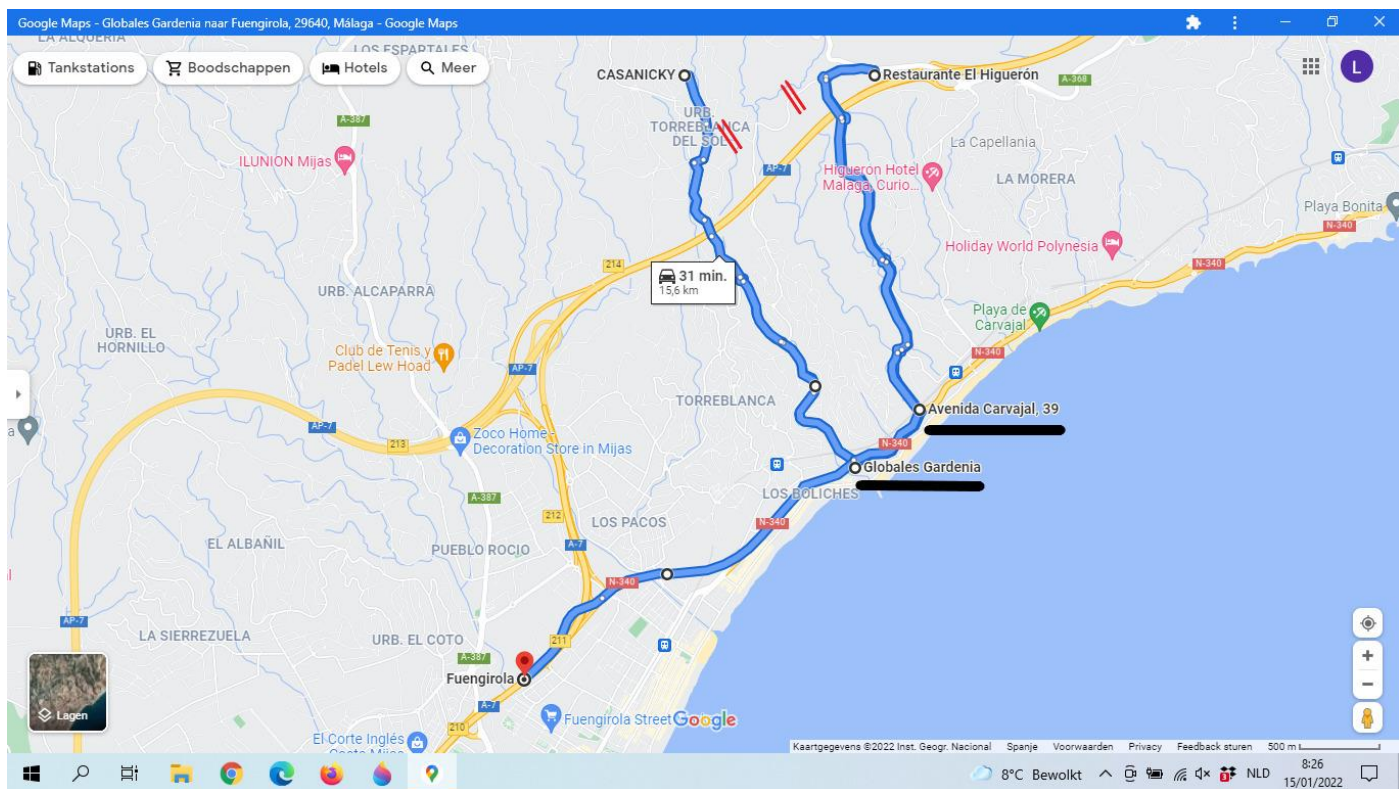 Google Maps - Globales Gardenia naar Fuengirola, 29640, Málaga - Google Maps
LA ALQUERÍA
LOS ESPARTALES
Tankstations
Boodschappen
Hotels
Meer
L
CASANICKY
Restaurante El Higuerón
A-368
A-387
URB.
TORREBLANCA
DEL SOL
La Capellania
ILUNION Mijas
AP-7
Higuerón Hotel
Malaga, Curio...
LA MORERA
Playa Bonita
N-340
Holiday World Polynesia
N-340
214
31 min.
15,6 km
URB. ALCAPARRA
Playa de
Carvajal
URB. EL
HORNILLO
Club de Tenis y
Padel Lew Hoad
N-340
AP-7
TORREBLANCA
Avenida Carvajal, 39
a
AP-7
213
Zoco Home -
Decoration Store in Mijas
N-340
Globales Gardenia
A-387
LOS BOLICHES
212
LOS PACOS
N-340
EL ALBAÑIL
PUEBLO ROCIO
A-7
N-340
AP-7
LA SIERREZUELA
URB. EL COTO
211
A-387
Fuengirola
Lagen
A-7
210
Fuengirola Street
Google
El Corte Inglés
Costa Mijas
Kaartgegevens ©2022 Inst. Geogr. Nacional Spanje Voorwaarden Privacy Feedback sturen 500 m
8°C Bewolkt
NLD
8:26
15/01/2022